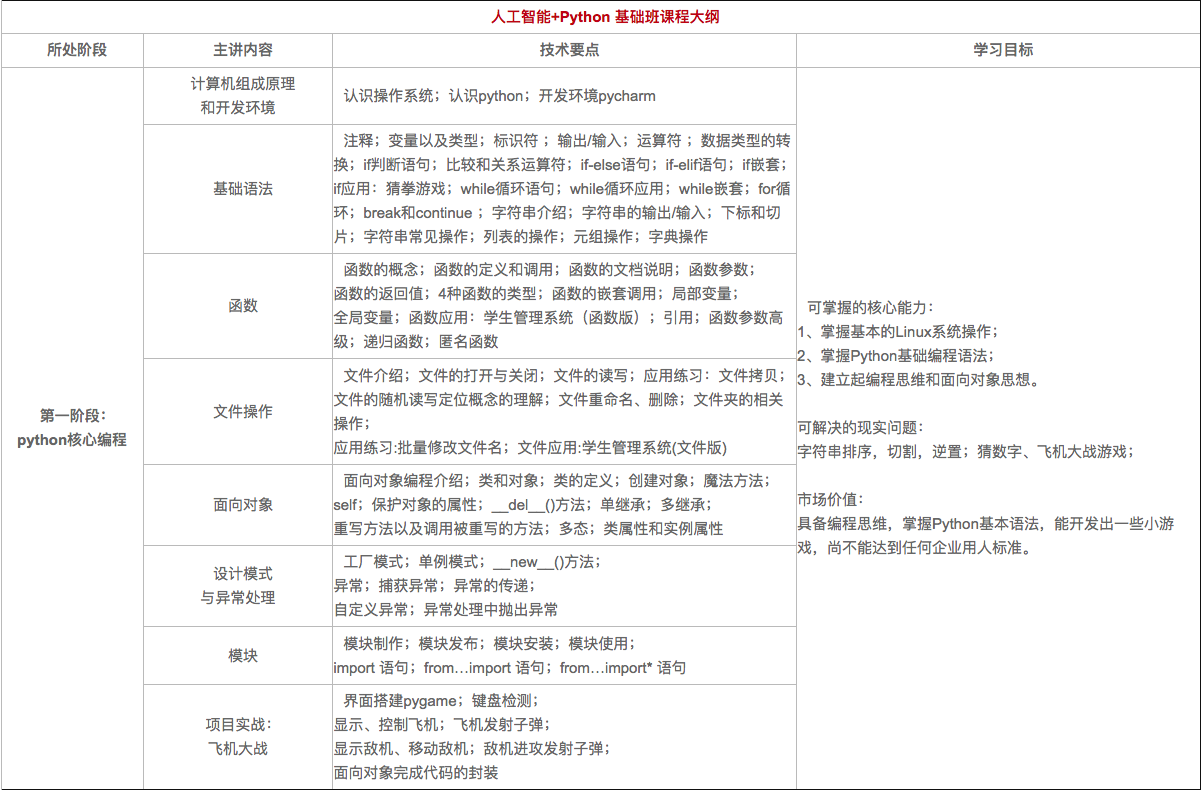 人工智能+Python 基础班课程大纲
所处阶段
主讲内容
技术要点
学习目标
第一阶段：
python核心编程
计算机组成原理
和开发环境
认识操作系统；认识python；开发环境pycharm
基础语法
注释；变量以及类型；标识符 ；输出/输入；运算符 ；数据类型的转
换；if判断语句；比较和关系运算符；if-else语句；if-elif语句；if嵌套；
if应用：猜拳游戏；while循环语句；while循环应用；while嵌套；for循
环；break和continue ；字符串介绍；字符串的输出/输入；下标和切
片；字符串常见操作；列表的操作；元组操作；字典操作
函数
函数的概念；函数的定义和调用；函数的文档说明；函数参数；
函数的返回值；4种函数的类型；函数的嵌套调用；局部变量；
全局变量；函数应用：学生管理系统（函数版）；引用；函数参数高
级；递归函数；匿名函数
文件操作
文件介绍；文件的打开与关闭；文件的读写；应用练习：文件拷贝；
文件的随机读写定位概念的理解；文件重命名、删除；文件夹的相关
操作；
应用练习:批量修改文件名；文件应用:学生管理系统(文件版)
面向对象
面向对象编程介绍；类和对象；类的定义；创建对象；魔法方法；
self；保护对象的属性；__del__()方法；单继承；多继承；
重写方法以及调用被重写的方法；多态；类属性和实例属性
设计模式
与异常处理
工厂模式；单例模式；__new__()方法；
异常；捕获异常；异常的传递；
自定义异常；异常处理中抛出异常
模块
模块制作；模块发布；模块安装；模块使用；
import 语句；from…import 语句；from…import* 语句
项目实战：
飞机大战
界面搭建pygame；键盘检测；
显示、控制飞机；飞机发射子弹；
显示敌机、移动敌机；敌机进攻发射子弹；
面向对象完成代码的封装
可掌握的核心能力：
1、掌握基本的Linux系统操作；
2、掌握Python基础编程语法；
3、建立起编程思维和面向对象思想。
可解决的现实问题：
字符串排序，切割，逆置；猜数字、飞机大战游戏；
市场价值：
具备编程思维，掌握Python基本语法，能开发出一些小游
戏，尚不能达到任何企业用人标准。